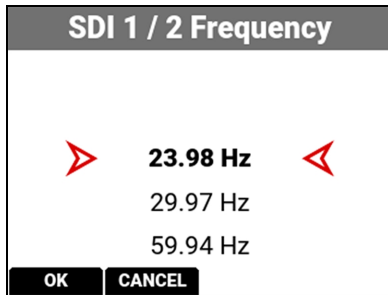 SDI 1 / 2 Frequency
23.98 Hz
29.97 Hz
59.94 Hz
OK CANCEL